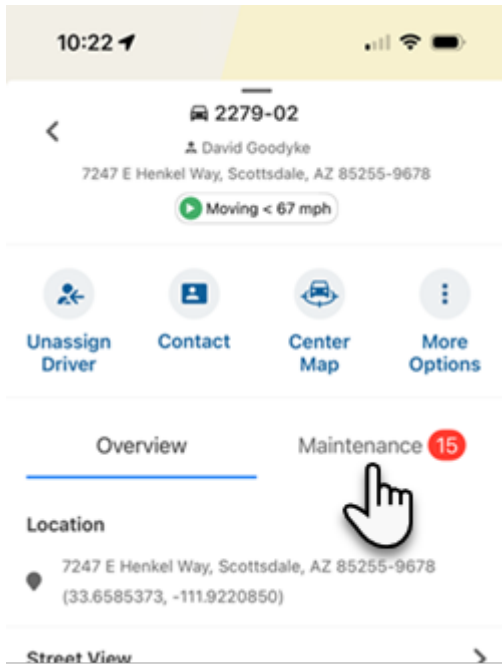 10:22
2279-02
David Goodyke
7247 E Henkel Way, Scottsdale, AZ 85255-9678
Moving < 67 mph
Unassign Driver
Contact
Center Map
More Options
Overview
Maintenance 15
Location
7247 E Henkel Way, Scottsdale, AZ 85255-9678
(33.6585373, -111.9220850)
Street View